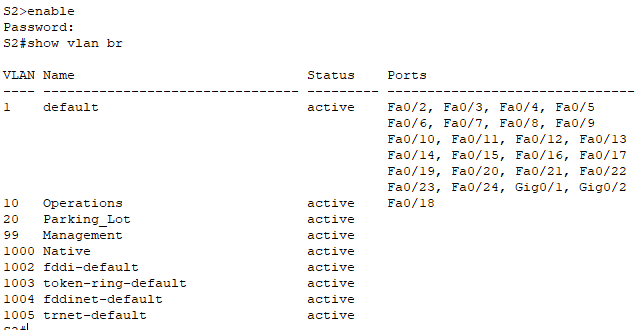 S2>enable
Password:
S2#show vlan br
VLAN Name                             Status    Ports
---- -------------------------------- --------- -------------------------------
1    default                          active    Fa0/2, Fa0/3, Fa0/4, Fa0/5
                                                Fa0/6, Fa0/7, Fa0/8, Fa0/9
                                                Fa0/10, Fa0/11, Fa0/12, Fa0/13
                                                Fa0/14, Fa0/15, Fa0/16, Fa0/17
                                                Fa0/19, Fa0/20, Fa0/21, Fa0/22
                                                Fa0/23, Fa0/24, Gig0/1, Gig0/2
10   Operations                       active    Fa0/18
20   Parking_Lot                      active
99   Management                       active
1000 Native                           active
1002 fddi-default                     active
1003 token-ring-default               active
1004 fddinet-default                  active
1005 trnet-default                    active
S2#